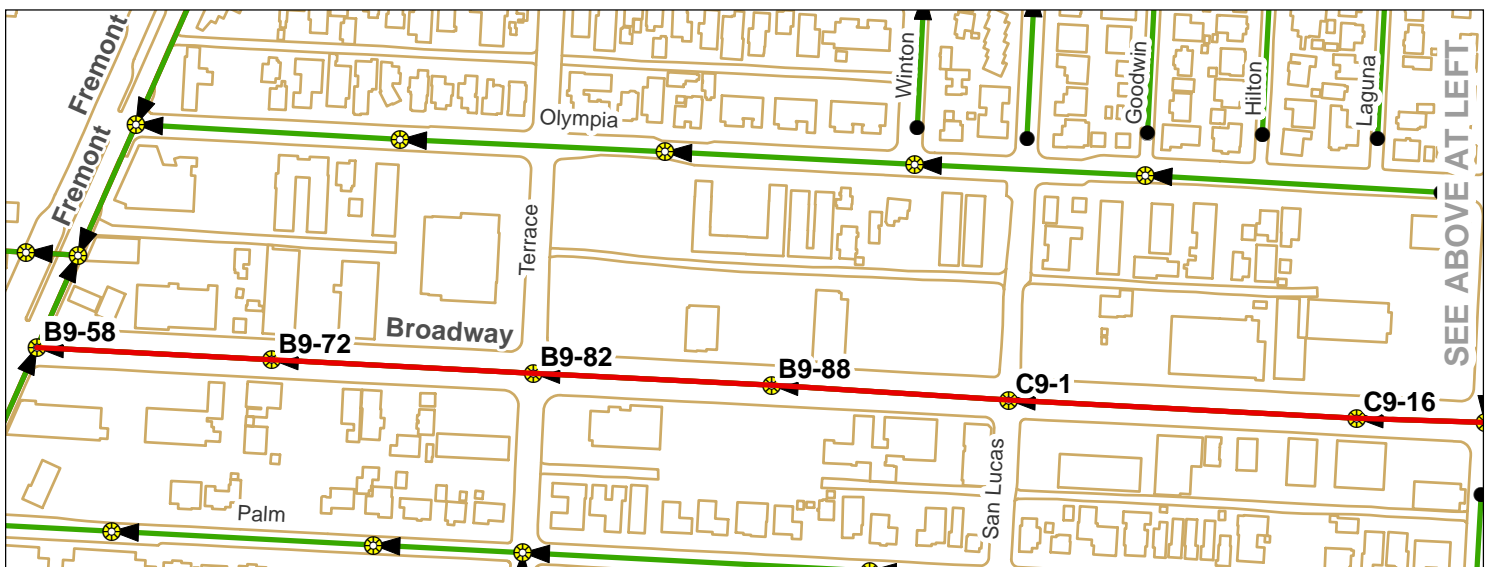 Fremont
Winton
Goodwin
Hilton
Laguna
SEE ABOVE AT LEFT
Olympia
Fremont
Terrace
Broadway
B9-58
B9-72
B9-82
B9-88
C9-1
C9-16
San Lucas
Palm